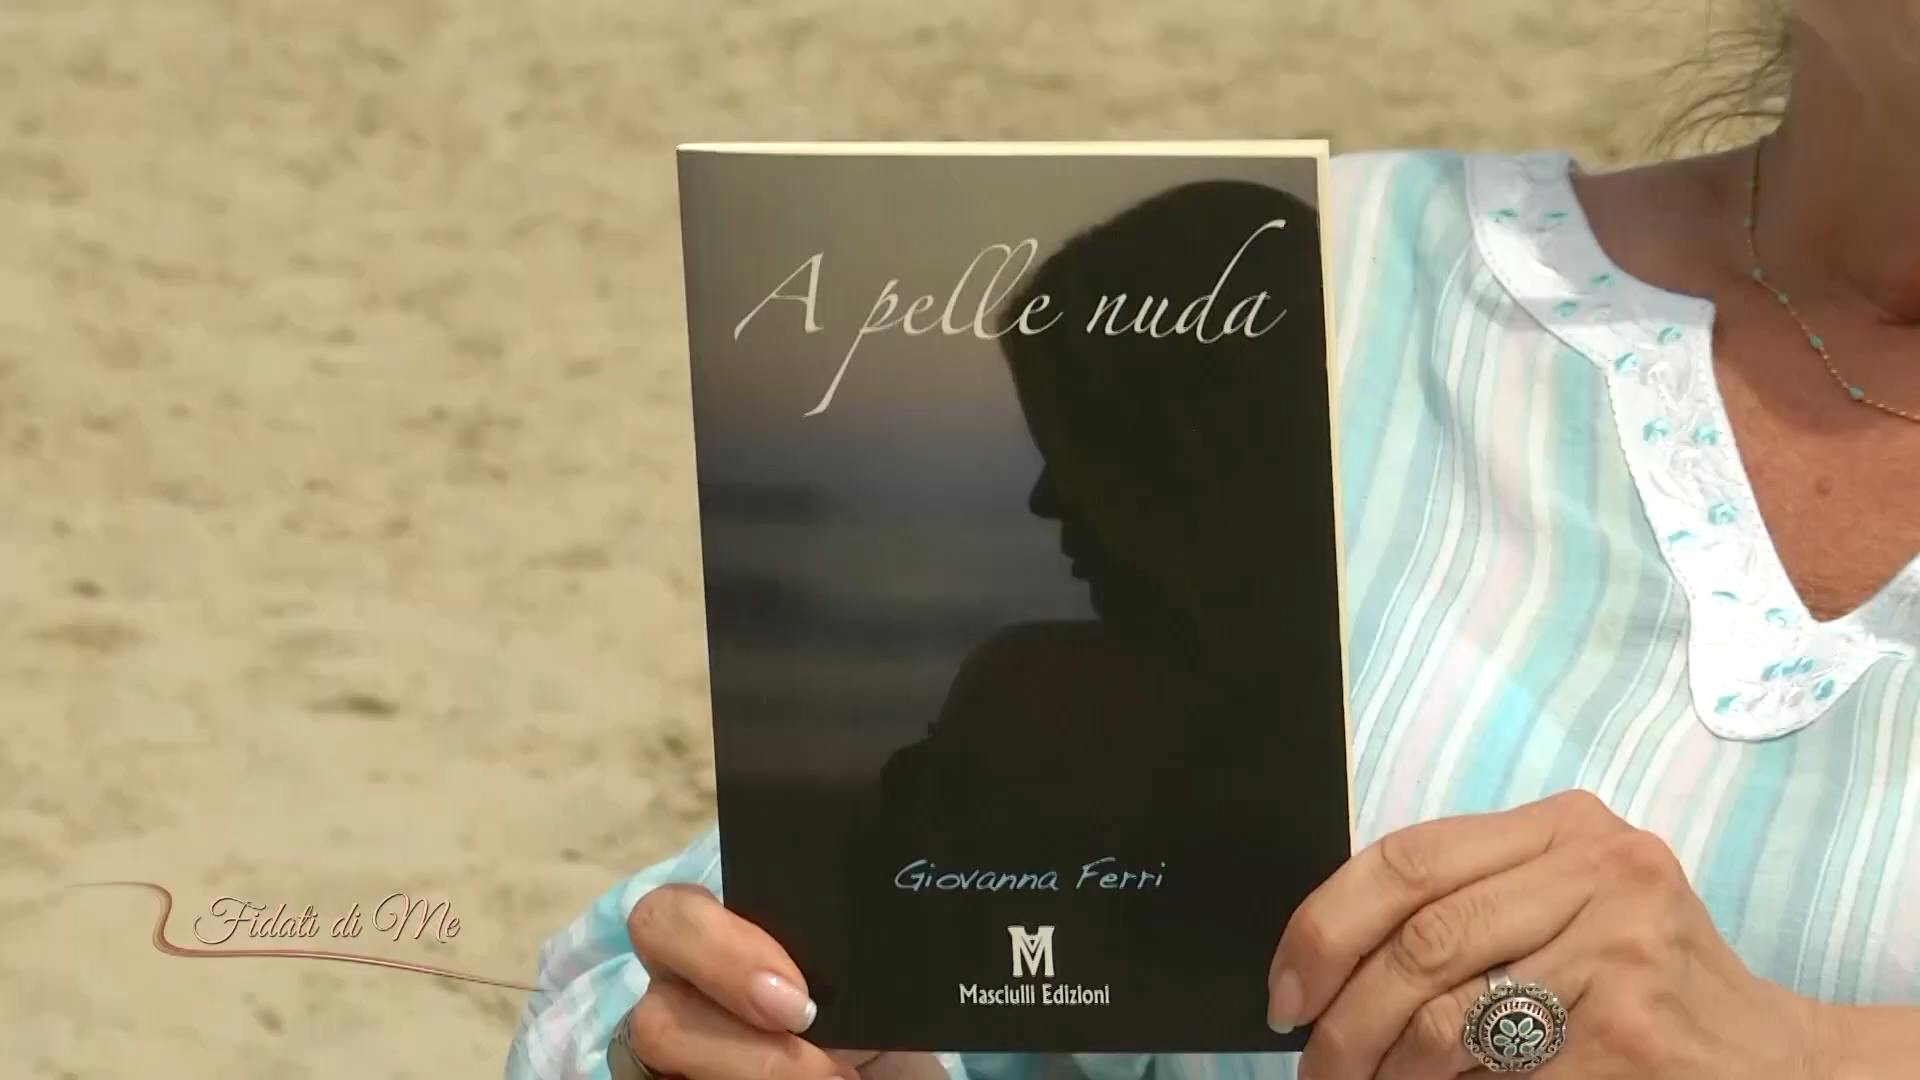 A pelle nuda
Giovanna Ferri
M
Masciulli Edizioni
Fidati di Me